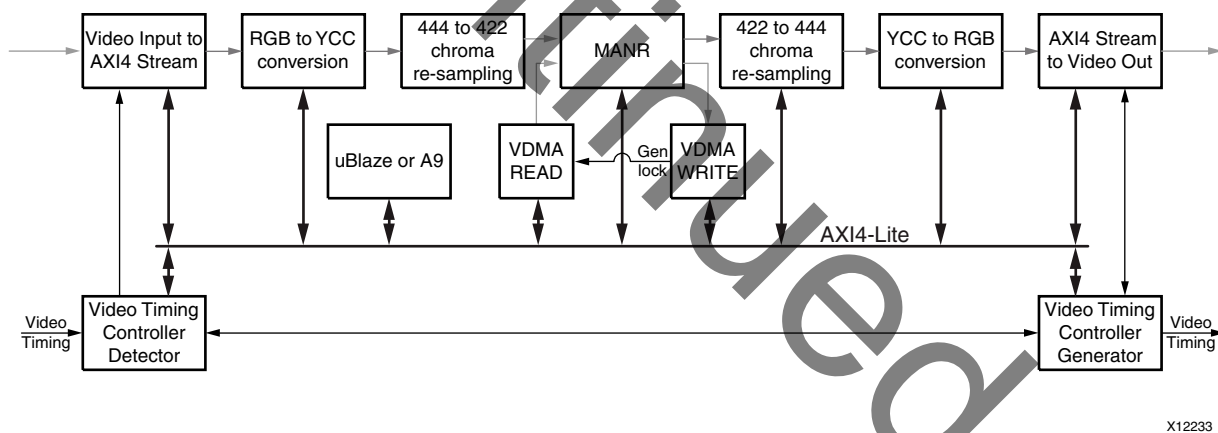 Video Input to
AXI4 Stream
RGB to YCC
conversion
444 to 422
chroma
re-sampling
MANR
422 to 444
chroma
re-sampling
YCC to RGB
conversion
AXI4 Stream
to Video Out
uBlaze or A9
VDMA
READ
Gen
lock
VDMA
WRITE
AXI4-Lite
Video
Timing
Video Timing
Controller
Detector
Video Timing
Controller
Generator
Video
Timing
X12233
tinued